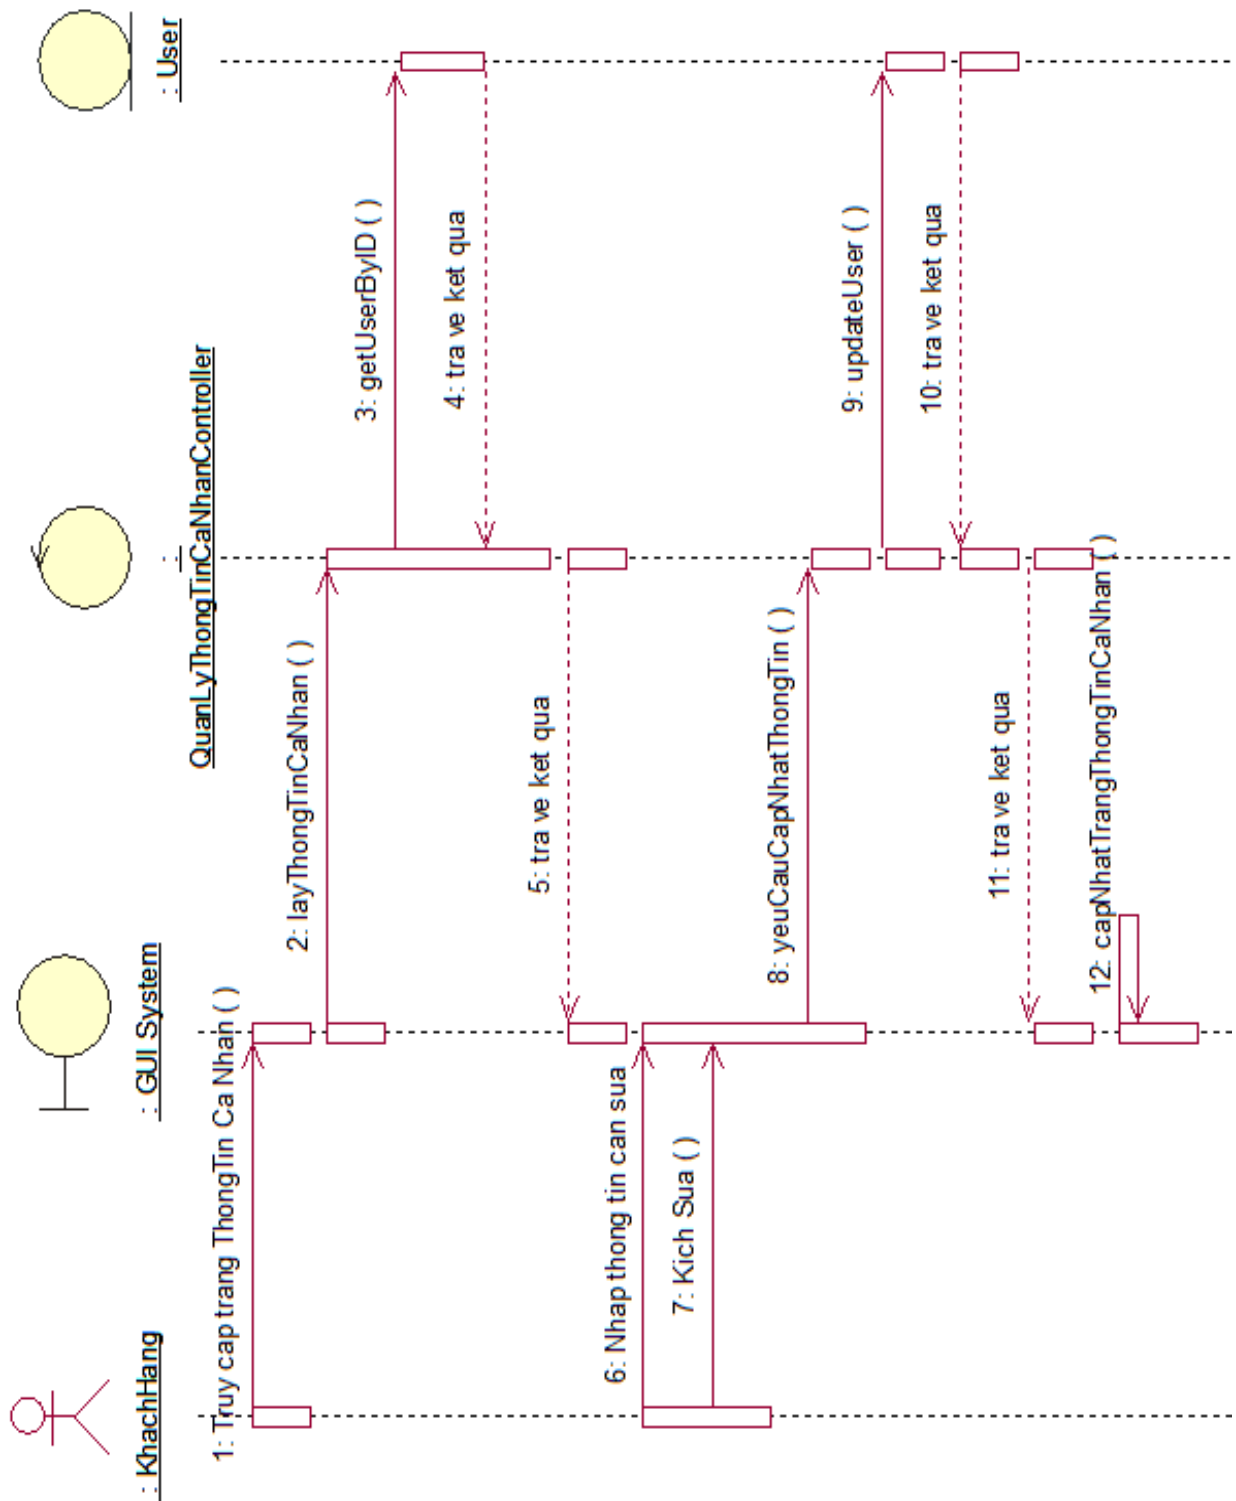 : KhachHang
: GUI System
:
QuanLyThongTinCaNhanController
: User
1: Truy cap trang ThongTin Ca Nhan ( )
2: layThongTinCaNhan ( )
3: getUserByID ( )
4: tra ve ket qua
5: tra ve ket qua
6: Nhap thong tin can sua
7: Kich Sua ( )
8: yeuCauCapNhatThongTin ( )
9: updateUser ( )
10: tra ve ket qua
11: tra ve ket qua
12: capNhatTrangThongTinCaNhan ( )